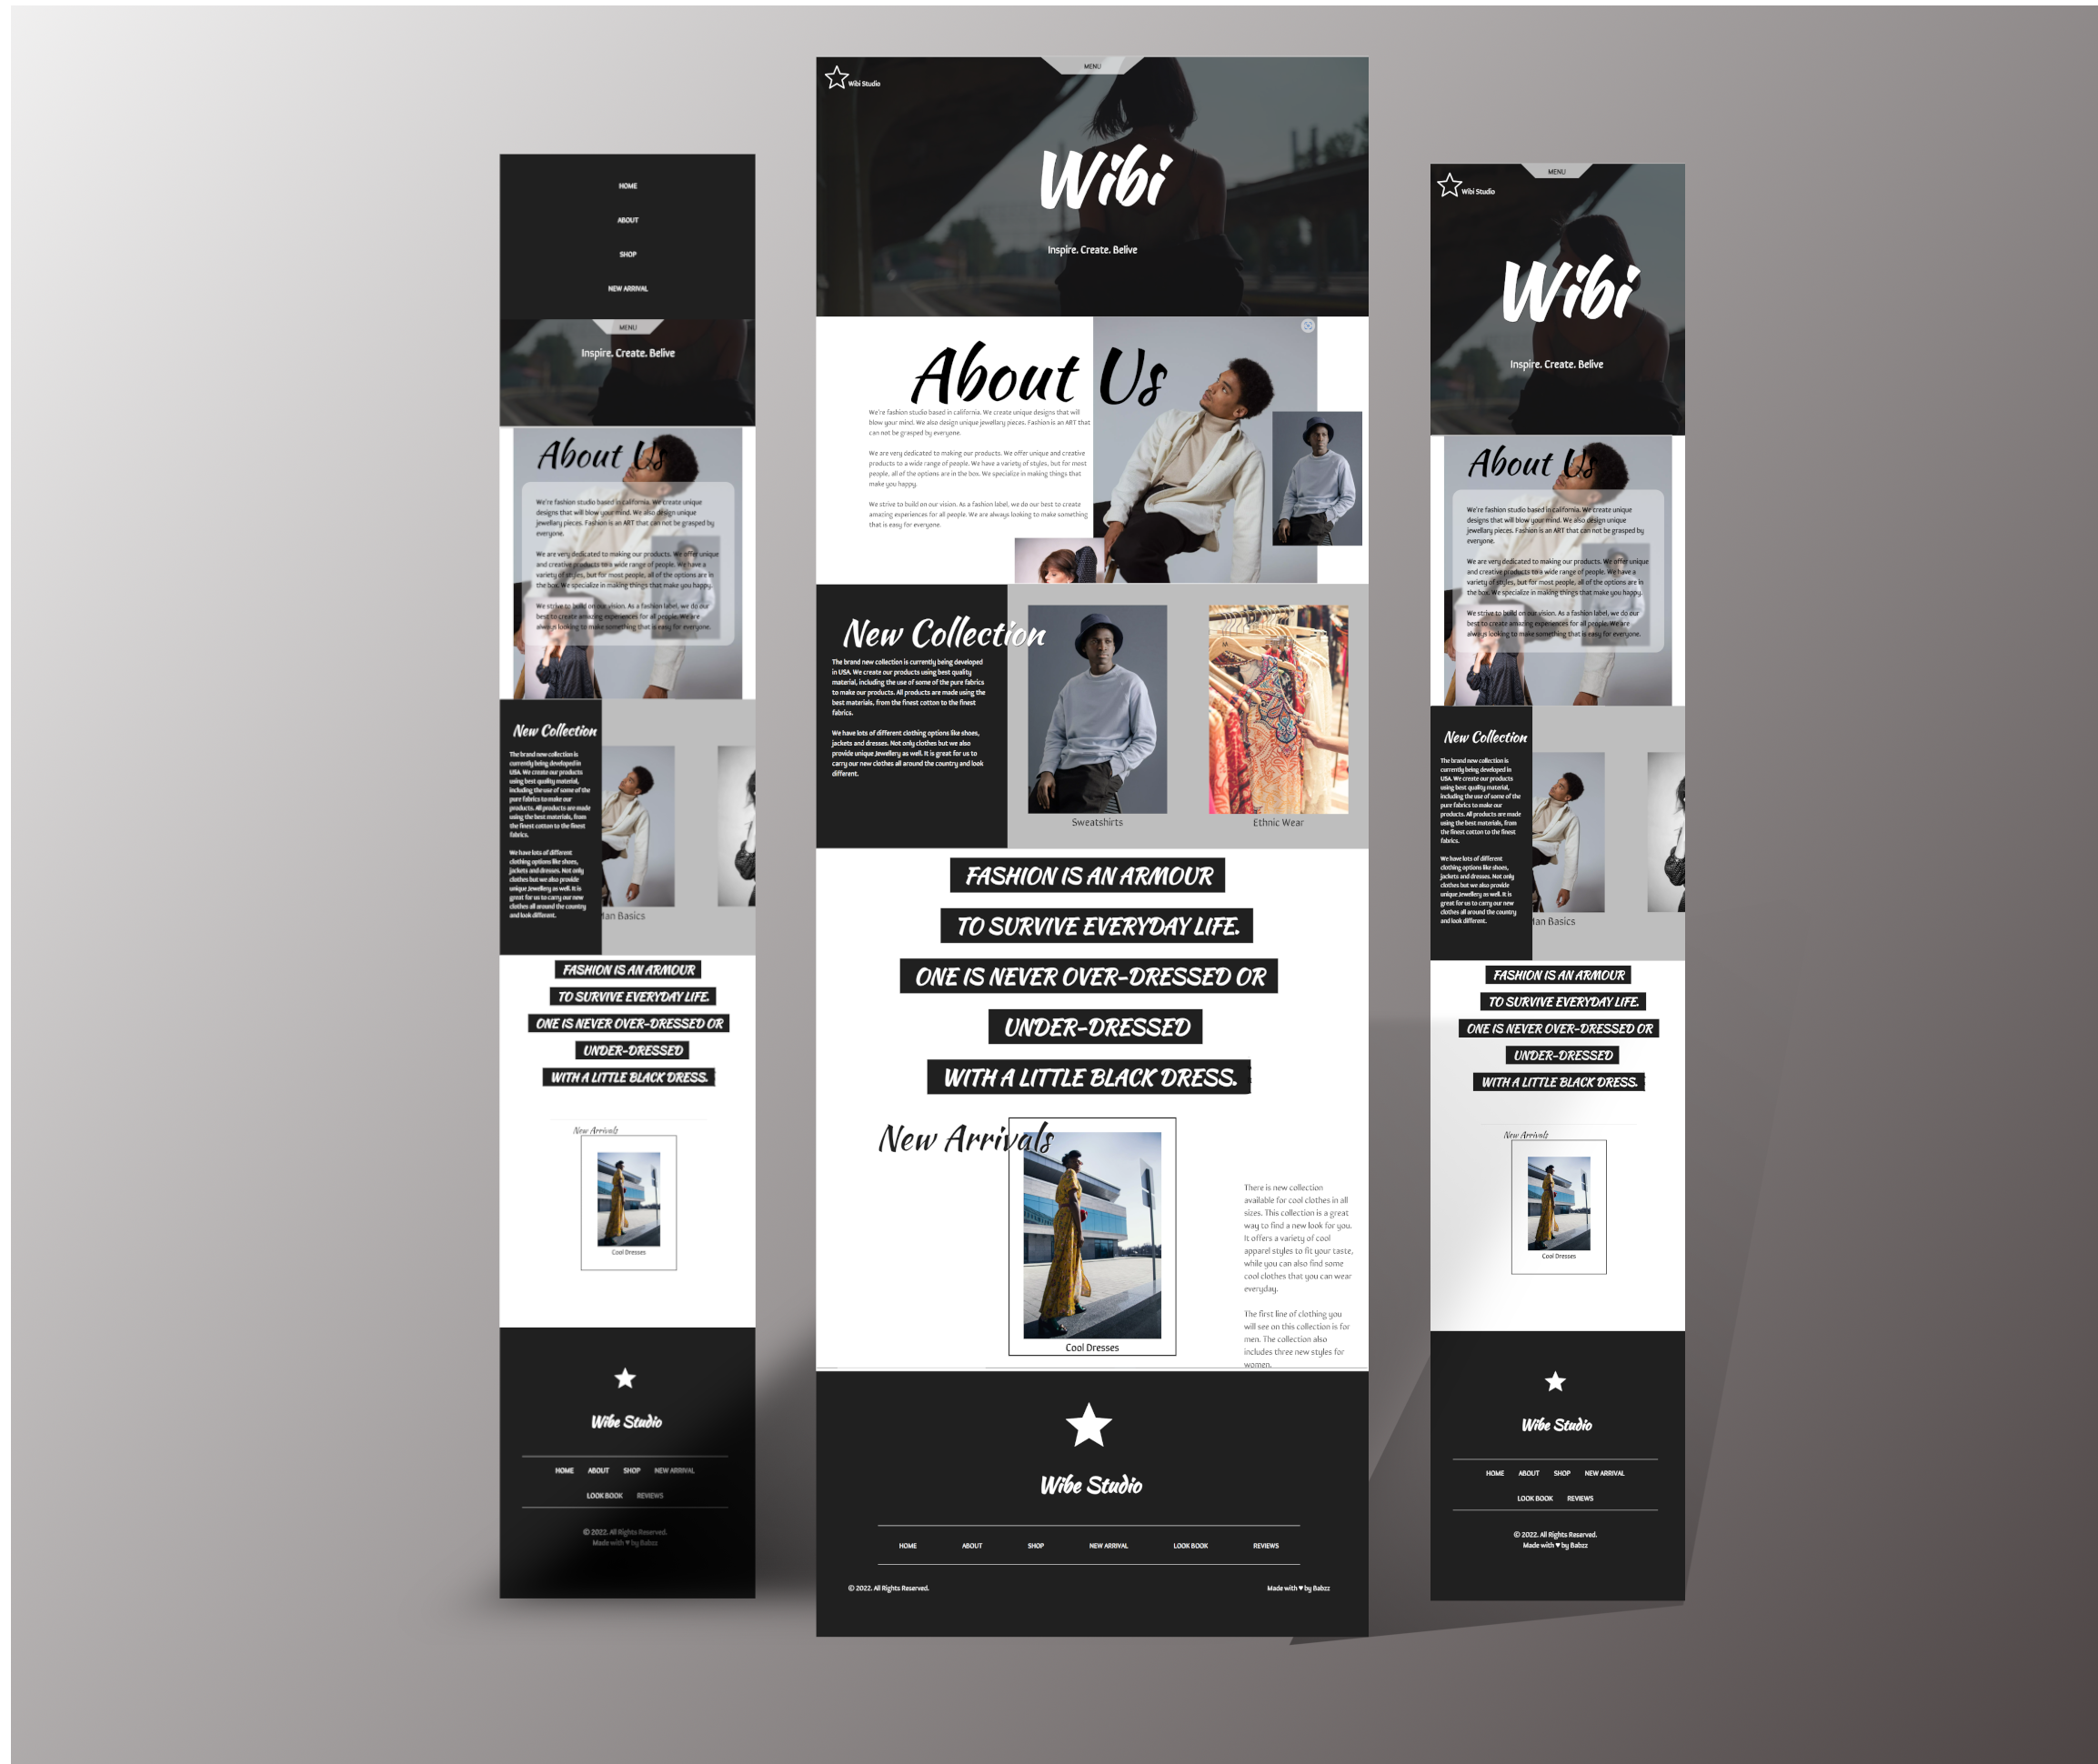 HOME
ABOUT
SHOP
NEW ARRIVAL
MENU
Inspire. Create. Belive
About Us
We're fashion studio based in california. We create unique
designs that will blow your mind. We also design unique
jewellary pieces. Fashion is an ART that can not be grasped by
everyone.
We are very dedicated to making our products. We offer unique
and creative products to a wide range of people. We have a
variety of styles, but for most people, all of the options are in
the box. We specialize in making things that make you happy.
We strive to build on our vision. As a fashion label, we do our
best to create amazing experiences for all people. We are
always looking to make something that is easy for everyone.
New Collection
The brand new collection is
currently being developed in
USA. We create our products
using best quality material,
including the use of some of the
pure fabrics to make our
products. All products are made
using the best materials, from
the finest cotton to the finest
fabrics.
We have lots of different
clothing options like shoes,
jackets and dresses. Not only
clothes but we also provide
unique Jewellery as well. It is
great for us to carry our new
clothes all around the country
and look different.
Man Basics
FASHION IS AN ARMOUR
TO SURVIVE EVERYDAY LIFE.
ONE IS NEVER OVER-DRESSED OR
UNDER-DRESSED
WITH A LITTLE BLACK DRESS.
New Arrivals
Cool Dresses
Wibe Studio
HOME ABOUT SHOP NEW ARRIVAL
LOOK BOOK REVIEWS
© 2022. All Rights Reserved.
Made with ♥ by Babzz
MENU
Wibi Studio
Wibi
Inspire. Create. Belive
About Us
We're fashion studio based in california. We create unique designs that will
blow your mind. We also design unique jewellary pieces. Fashion is an ART that
can not be grasped by everyone.
We are very dedicated to making our products. We offer unique and creative
products to a wide range of people. We have a variety of styles, but for most
people, all of the options are in the box. We specialize in making things that
make you happy.
We strive to build on our vision. As a fashion label, we do our best to create
amazing experiences for all people. We are always looking to make something
that is easy for everyone.
New Collection
The brand new collection is currently being developed
in USA. We create our products using best quality
material, including the use of some of the pure fabrics
to make our products. All products are made using the
best materials, from the finest cotton to the finest
fabrics.
We have lots of different clothing options like shoes,
jackets and dresses. Not only clothes but we also
provide unique Jewellery as well. It is great for us to
carry our new clothes all around the country and look
different.
Sweatshirts
Ethnic Wear
FASHION IS AN ARMOUR
TO SURVIVE EVERYDAY LIFE.
ONE IS NEVER OVER-DRESSED OR
UNDER-DRESSED
WITH A LITTLE BLACK DRESS.
New Arrivals
Cool Dresses
There is new collection
available for cool clothes in all
sizes. This collection is a great
way to find a new look for you.
It offers a variety of cool
apparel styles to fit your taste,
while you can also find some
cool clothes that you can wear
everyday.
The first line of clothing you
will see on this collection is for
men. The collection also
includes three new styles for
women.
Wibe Studio
HOME ABOUT SHOP NEW ARRIVAL LOOK BOOK REVIEWS
© 2022. All Rights Reserved.
Made with ♥ by Babzz
MENU
Wibi Studio
Wibi
Inspire. Create. Belive
About Us
We're fashion studio based in california. We create unique
designs that will blow your mind. We also design unique
jewellary pieces. Fashion is an ART that can not be grasped by
everyone.
We are very dedicated to making our products. We offer unique
and creative products to a wide range of people. We have a
variety of styles, but for most people, all of the options are in
the box. We specialize in making things that make you happy.
We strive to build on our vision. As a fashion label, we do our
best to create amazing experiences for all people. We are
always looking to make something that is easy for everyone.
New Collection
The brand new collection is
currently being developed in
USA. We create our products
using best quality material,
including the use of some of the
pure fabrics to make our
products. All products are made
using the best materials, from
the finest cotton to the finest
fabrics.
We have lots of different
clothing options like shoes,
jackets and dresses. Not only
clothes but we also provide
unique Jewellery as well. It is
great for us to carry our new
clothes all around the country
and look different.
Man Basics
FASHION IS AN ARMOUR
TO SURVIVE EVERYDAY LIFE.
ONE IS NEVER OVER-DRESSED OR
UNDER-DRESSED
WITH A LITTLE BLACK DRESS.
New Arrivals
Cool Dresses
Wibe Studio
HOME ABOUT SHOP NEW ARRIVAL
LOOK BOOK REVIEWS
© 2022. All Rights Reserved.
Made with ♥ by Babzz